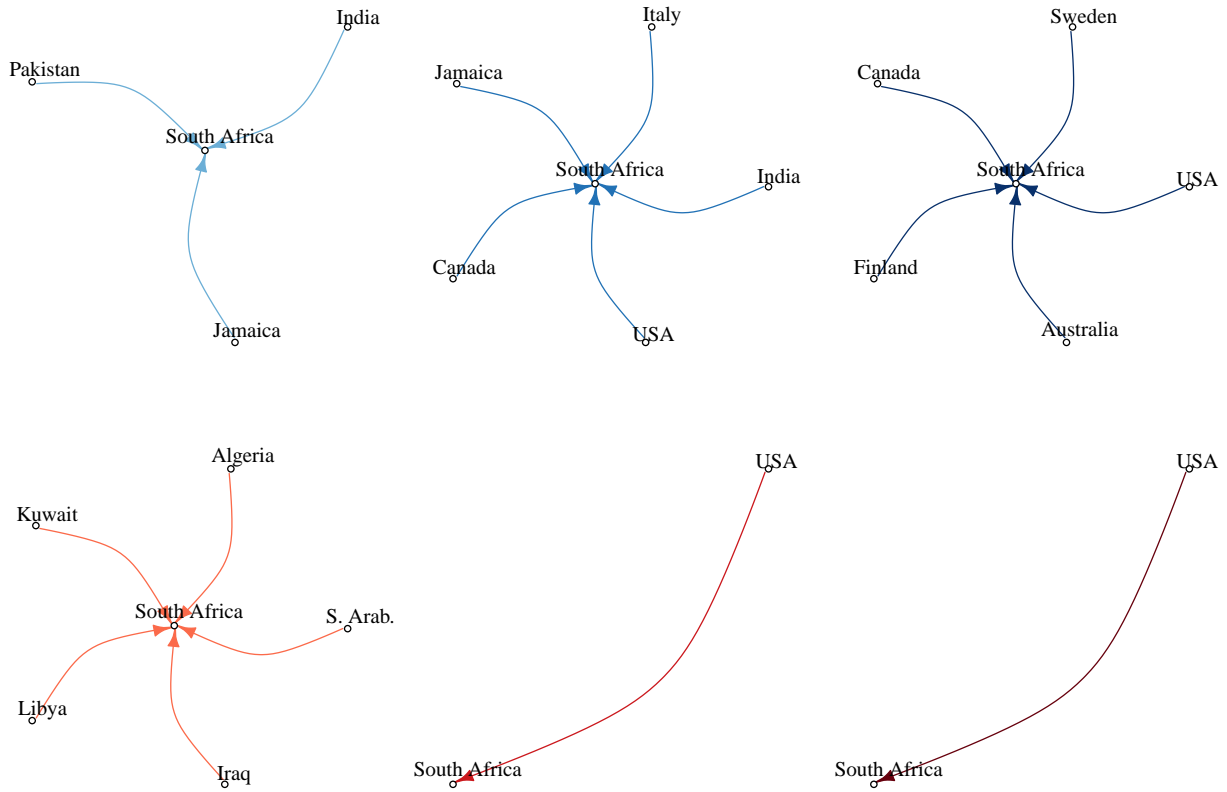 India
Pakistan
South Africa
Jamaica
Italy
Jamaica
South Africa
India
Canada
USA
Sweden
Canada
South Africa
USA
Finland
Australia
Algeria
Kuwait
South Africa
S. Arab.
Libya
Iraq
USA
South Africa
USA
South Africa